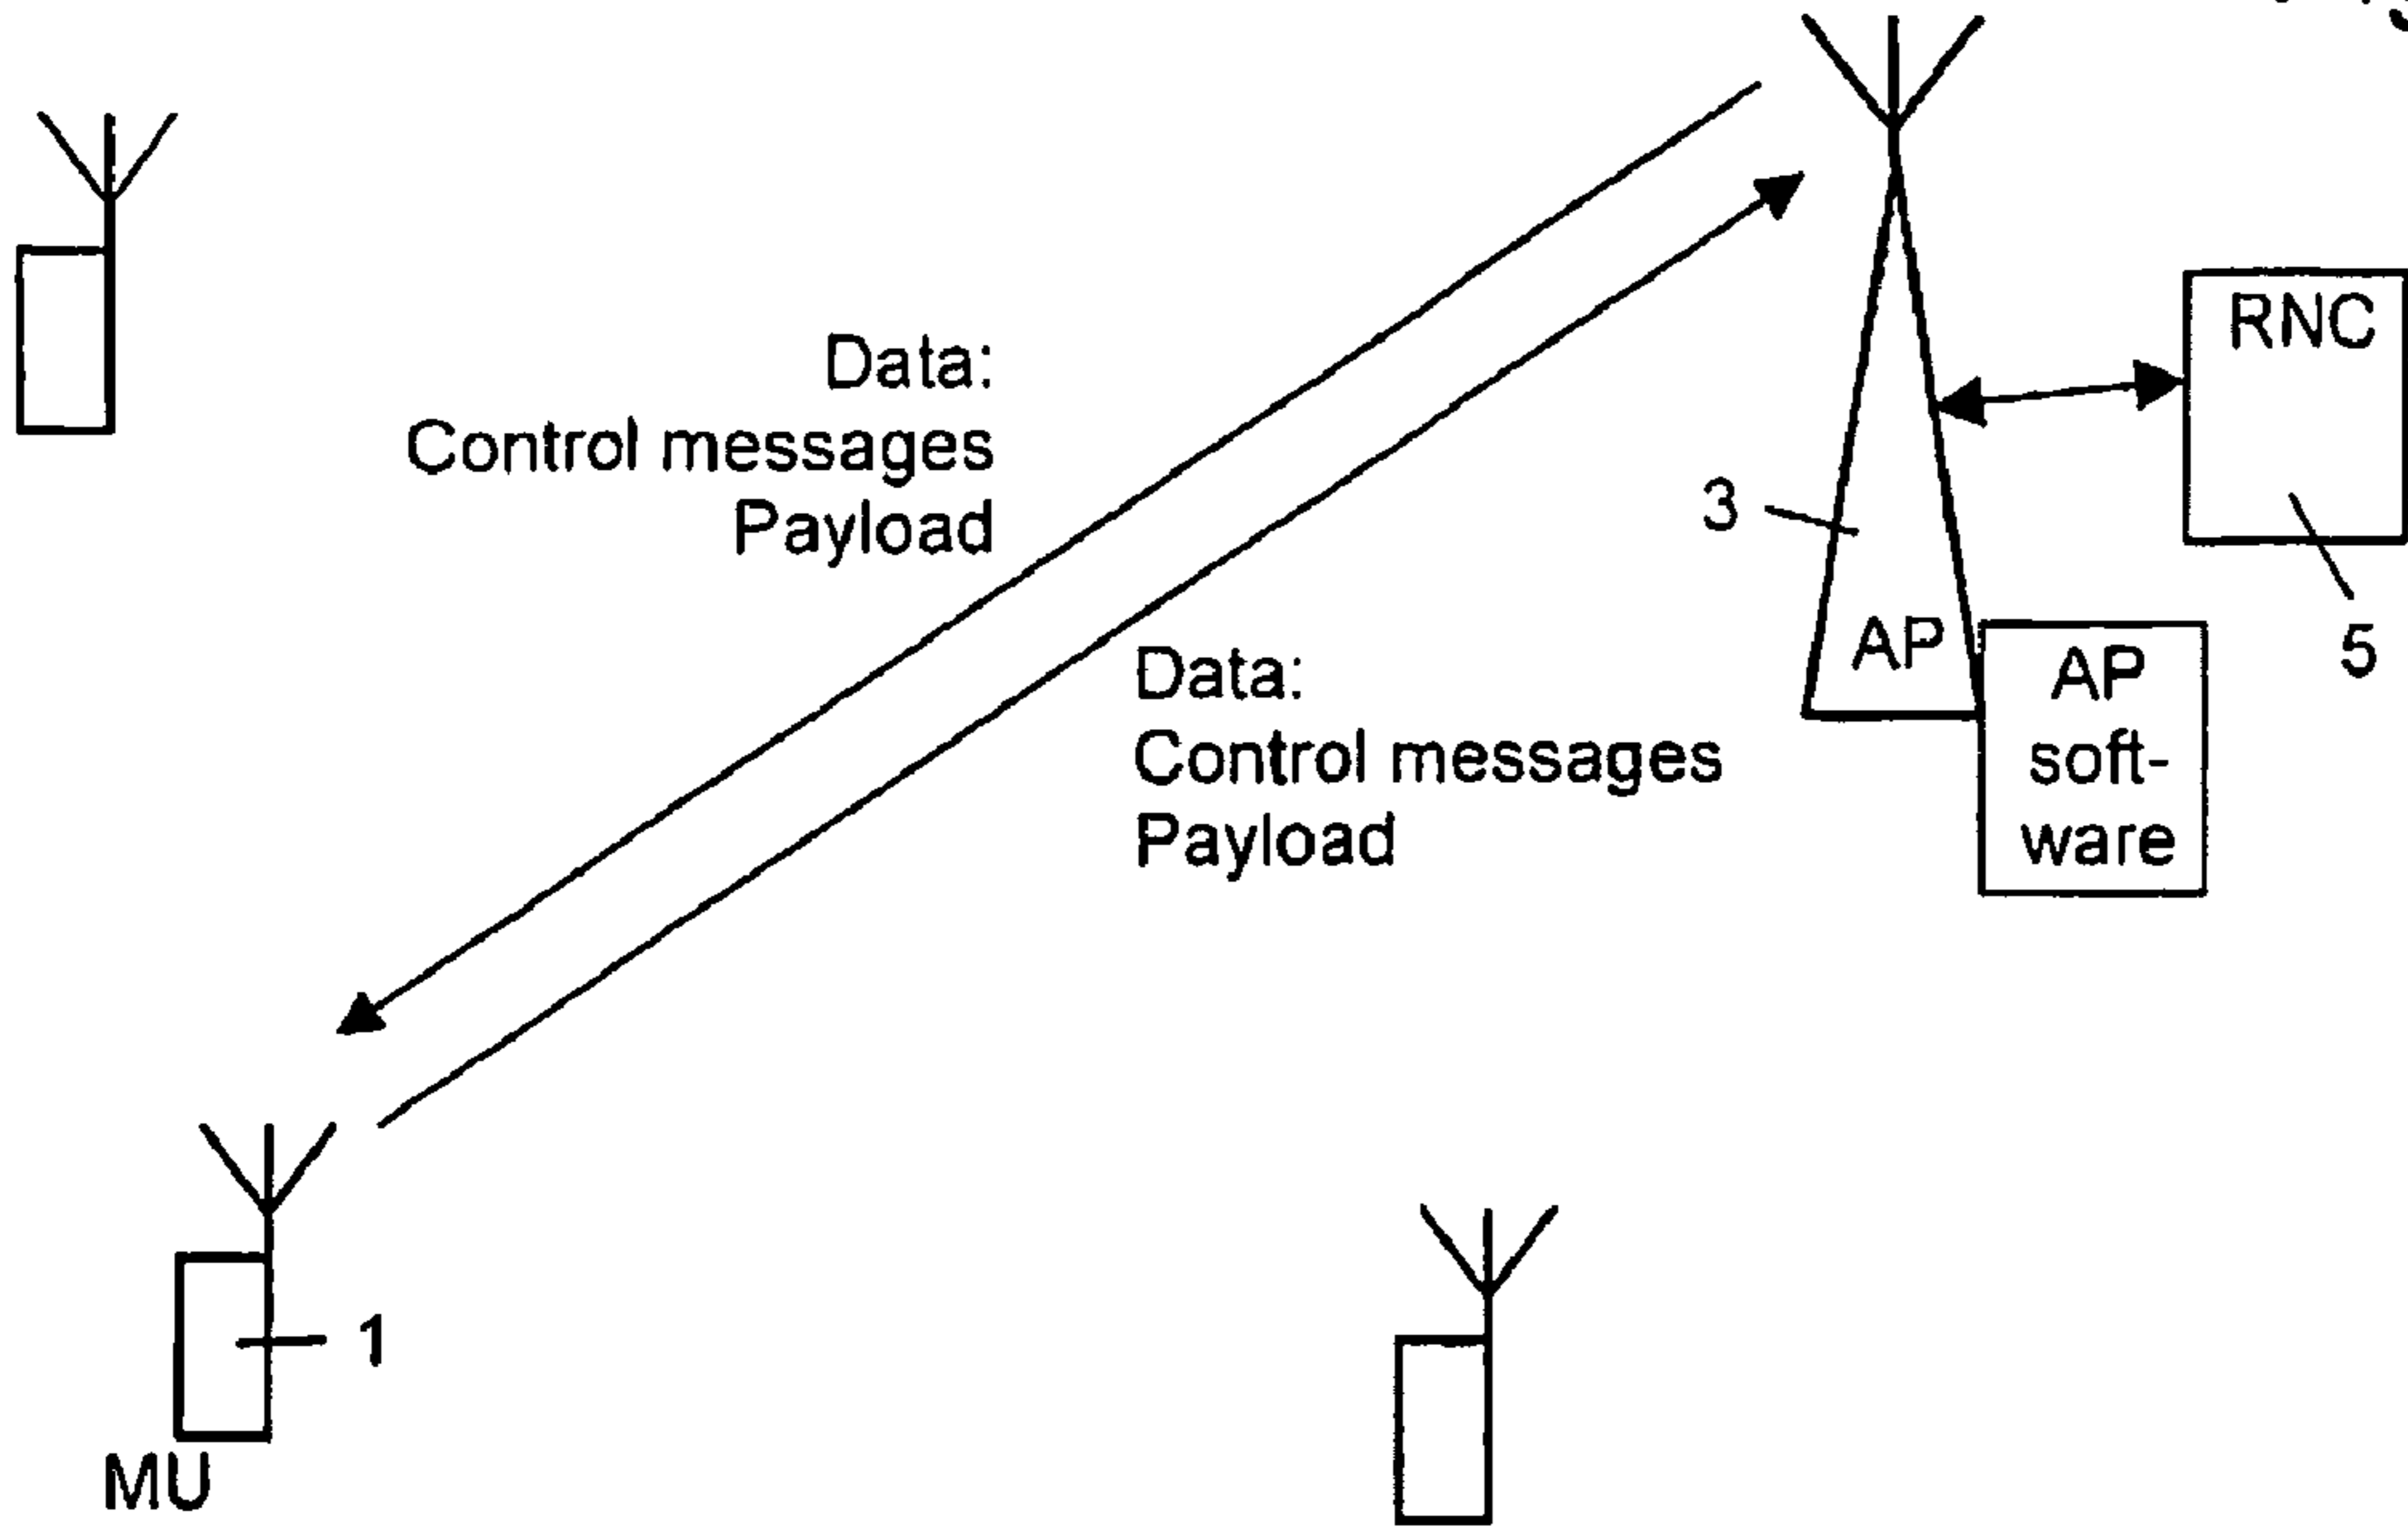 Data:
Control messages
Payload
RNC
3
5
AP
AP
soft-
ware
Data:
Control messages
Payload
1
MU